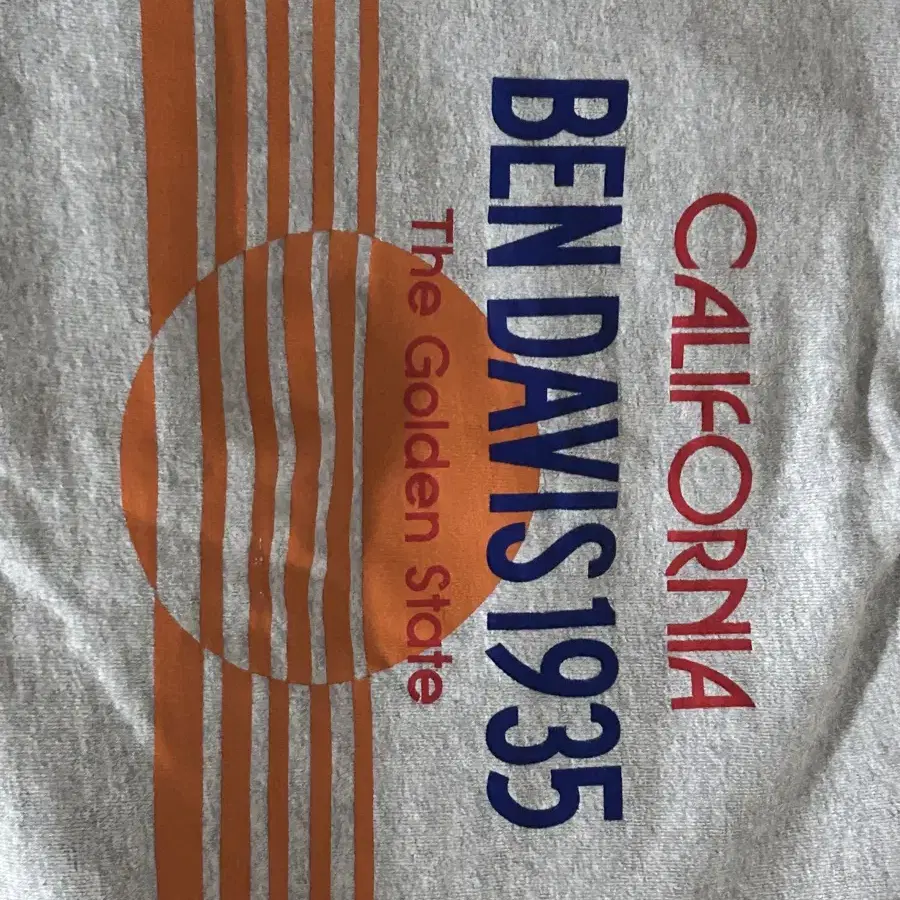 CALIFORNIA
BEN DAVIS 1935
The Golden State